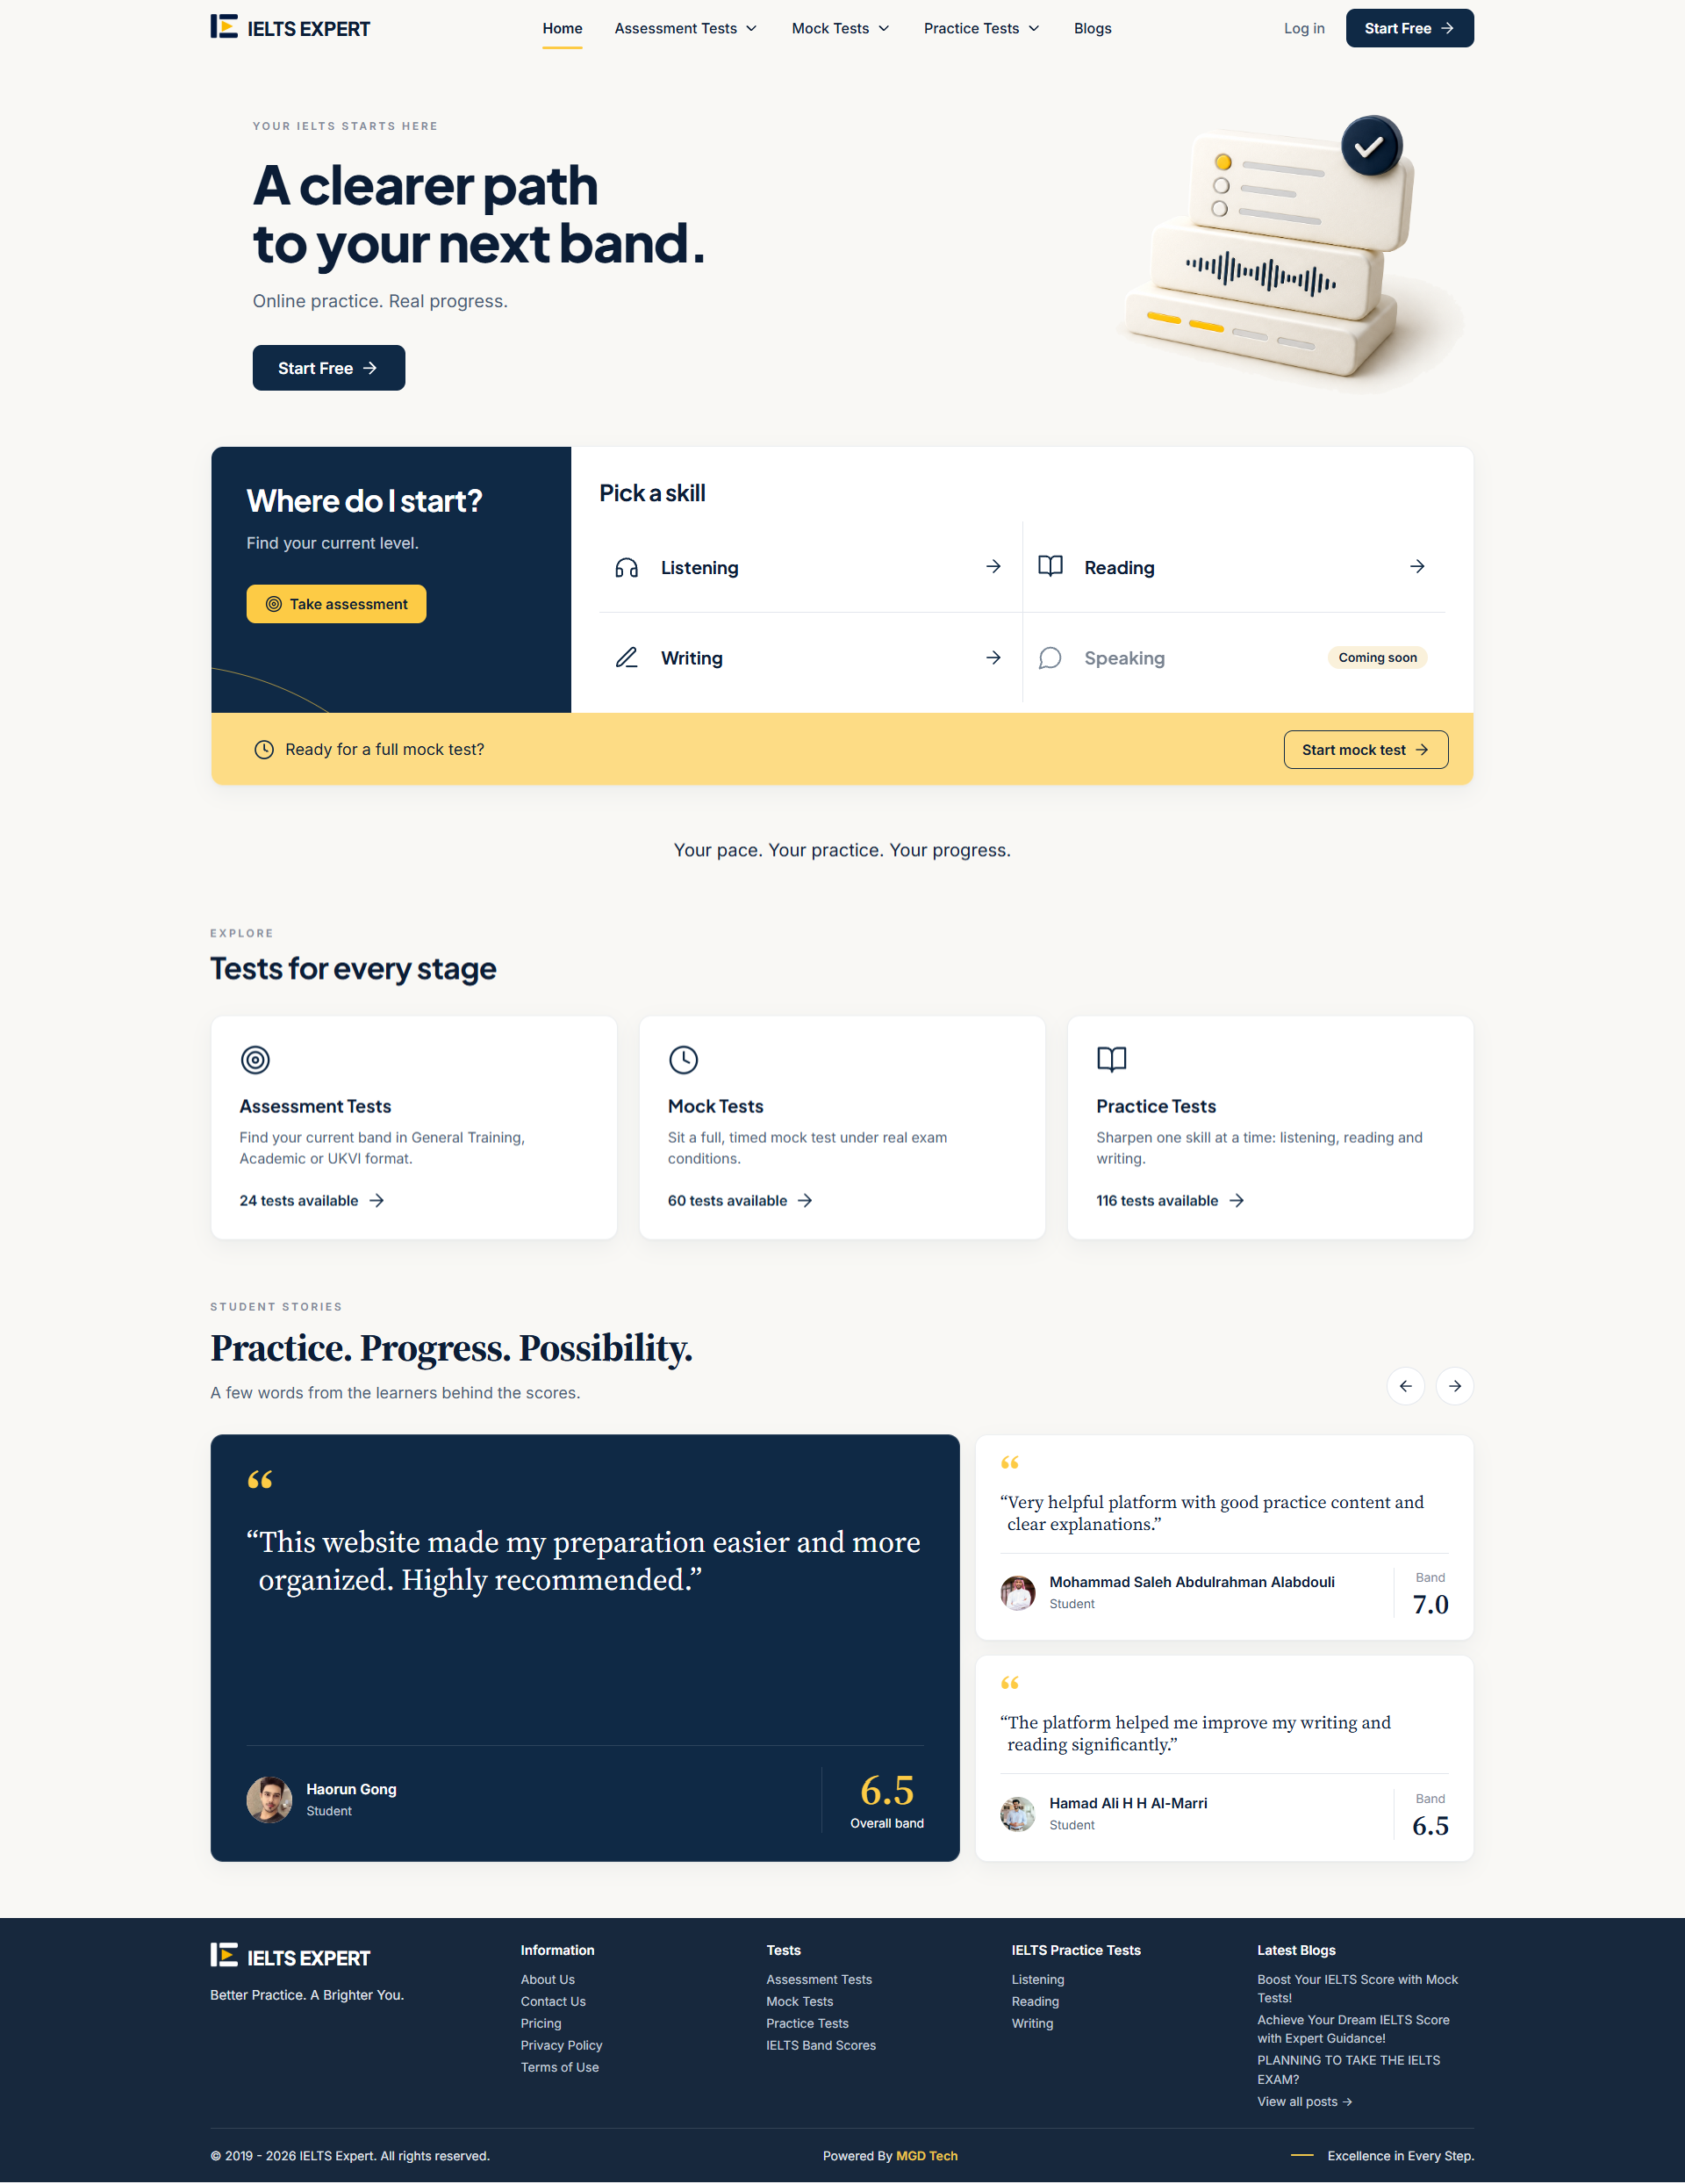 IELTS EXPERT
Home
Assessment Tests
Mock Tests
Practice Tests
Blogs
Log in
Start Free →
YOUR IELTS STARTS HERE
A clearer path
to your next band.
Online practice. Real progress.
Start Free →
Where do I start?
Find your current level.
Take assessment
Pick a skill
Listening →
Reading →
Writing →
Speaking
Coming soon
Ready for a full mock test?
Start mock test →
Your pace. Your practice. Your progress.
EXPLORE
Tests for every stage
Assessment Tests
Find your current band in General Training,
Academic or UKVI format.
24 tests available →
Mock Tests
Sit a full, timed mock test under real exam
conditions.
60 tests available →
Practice Tests
Sharpen one skill at a time: listening, reading and
writing.
116 tests available →
STUDENT STORIES
Practice. Progress. Possibility.
A few words from the learners behind the scores.
← →
“
“This website made my preparation easier and more
organized. Highly recommended.”
Haorun Gong
Student
6.5
Overall band
“
“Very helpful platform with good practice content and
clear explanations.”
Mohammad Saleh Abdulrahman Alabdouli
Student
Band
7.0
“
“The platform helped me improve my writing and
reading significantly.”
Hamad Ali H H Al-Marri
Student
Band
6.5
IELTS EXPERT
Better Practice. A Brighter You.
Information
About Us
Contact Us
Pricing
Privacy Policy
Terms of Use
Tests
Assessment Tests
Mock Tests
Practice Tests
IELTS Band Scores
IELTS Practice Tests
Listening
Reading
Writing
Latest Blogs
Boost Your IELTS Score with Mock
Tests!
Achieve Your Dream IELTS Score
with Expert Guidance!
PLANNING TO TAKE THE IELTS
EXAM?
View all posts →
© 2019 - 2026 IELTS Expert. All rights reserved.
Powered By MGD Tech
Excellence in Every Step.